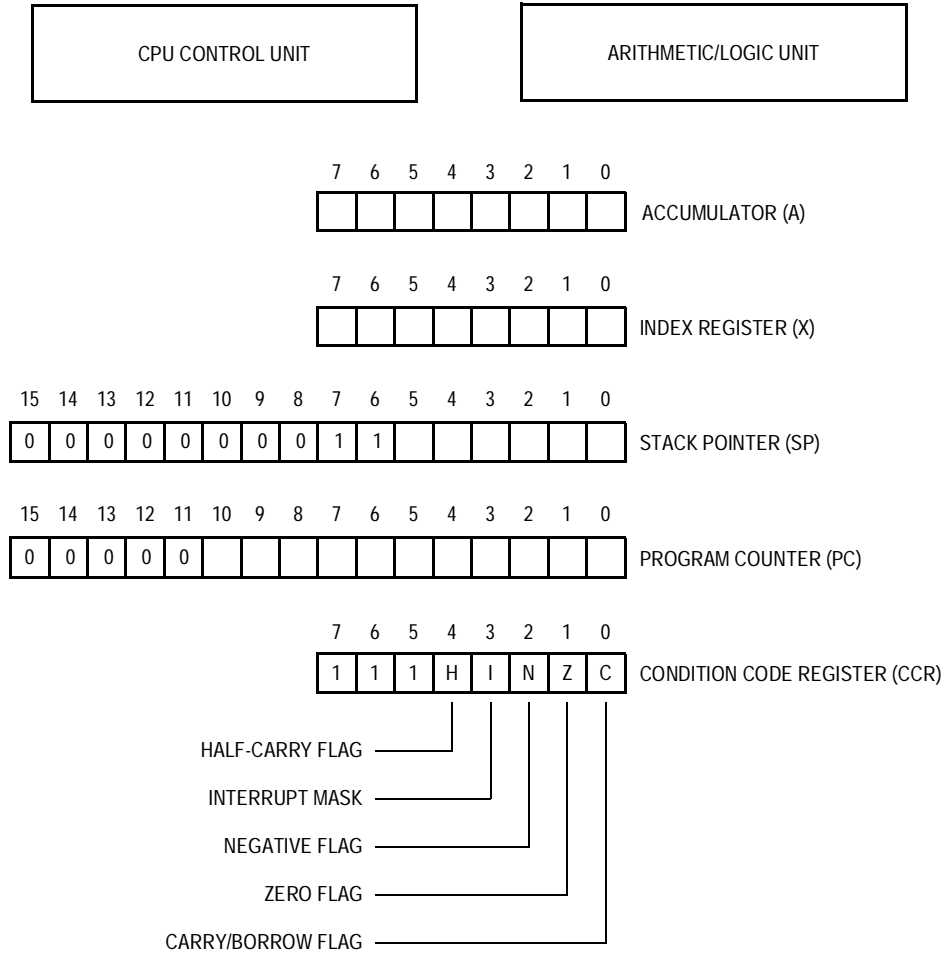 CPU CONTROL UNIT
ARITHMETIC/LOGIC UNIT
7 6 5 4 3 2 1 0
ACCUMULATOR (A)
7 6 5 4 3 2 1 0
INDEX REGISTER (X)
15 14 13 12 11 10 9 8 7 6 5 4 3 2 1 0
0 0 0 0 0 0 0 0 1 1 STACK POINTER (SP)
15 14 13 12 11 10 9 8 7 6 5 4 3 2 1 0
0 0 0 0 0 PROGRAM COUNTER (PC)
7 6 5 4 3 2 1 0
1 1 1 H I N Z C CONDITION CODE REGISTER (CCR)
HALF-CARRY FLAG
INTERRUPT MASK
NEGATIVE FLAG
ZERO FLAG
CARRY/BORROW FLAG